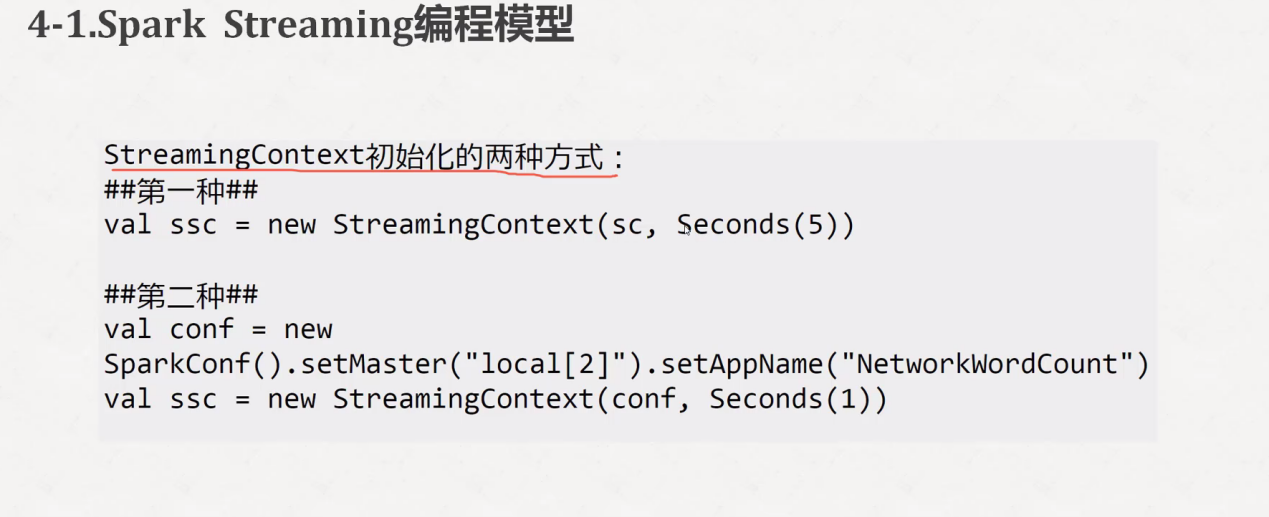 4-1.Spark Streaming编程模型
StreamingContext初始化的两种方式：
##第一种##
val ssc = new StreamingContext(sc, Seconds(5))
##第二种##
val conf = new
SparkConf().setMaster("local[2]").setAppName("NetworkWordCount")
val ssc = new StreamingContext(conf, Seconds(1))